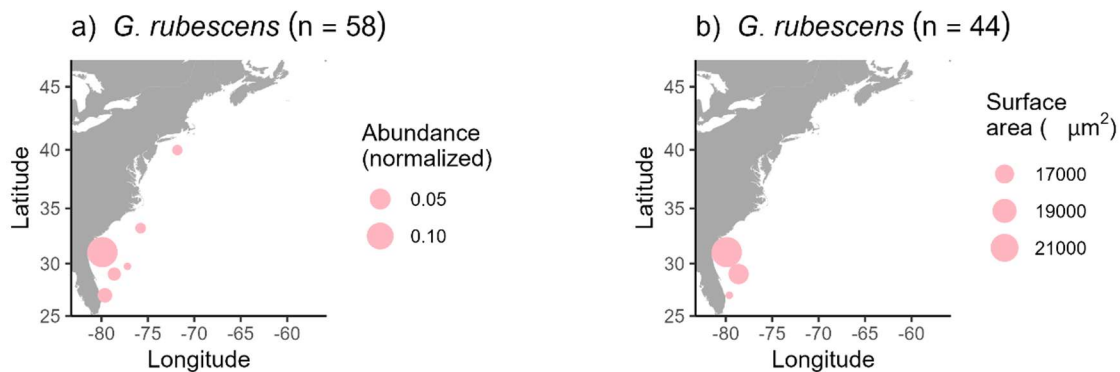 a) G. rubescens (n = 58)
45
40
35
30
25
Latitude
-80 -75 -70 -65 -60
Longitude
Abundance
(normalized)
0.05
0.10
b) G. rubescens (n = 44)
45
40
35
30
25
Latitude
-80 -75 -70 -65 -60
Longitude
Surface
area ( μm²)
17000
19000
21000